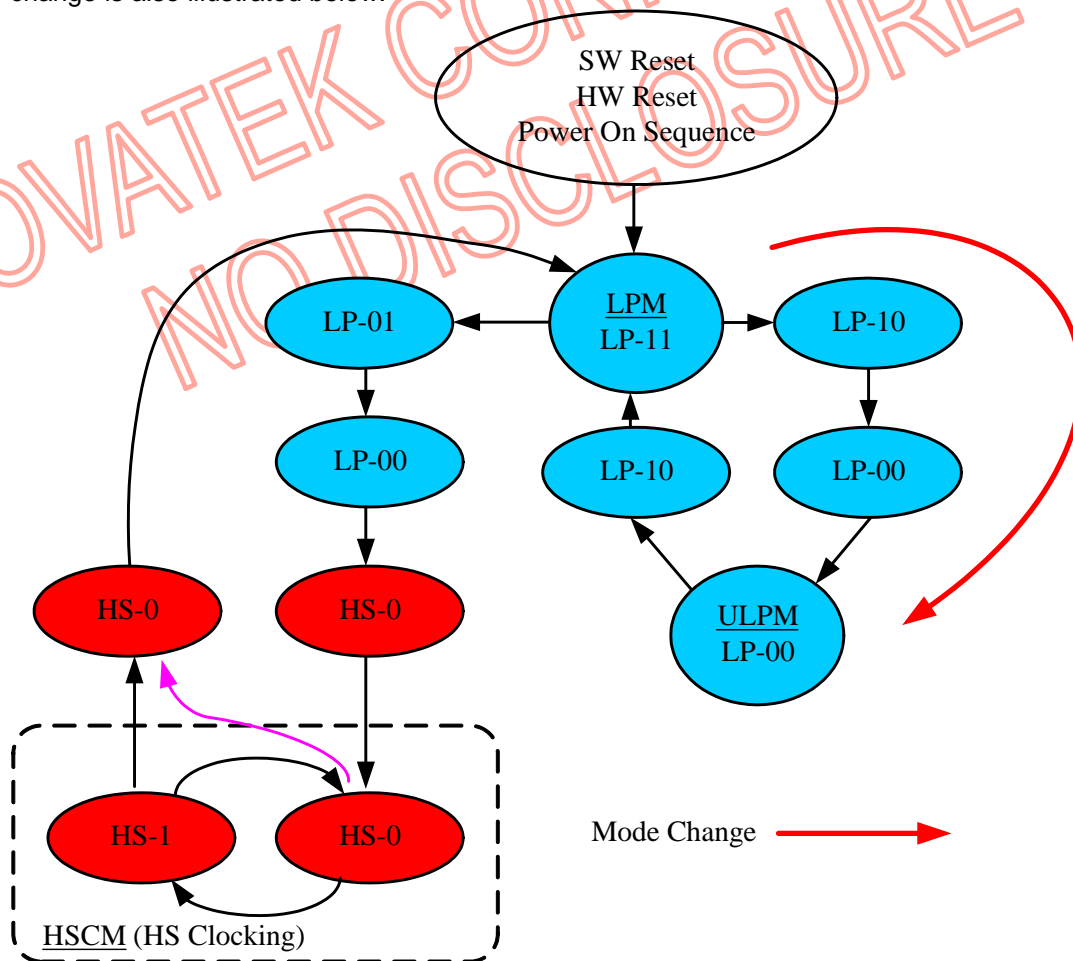 change is also illustrated below.
SW Reset
HW Reset
Power On Sequence
LP-01
LPM
LP-11
LP-10
LP-00
LP-10
LP-00
HS-0
HS-0
ULPM
LP-00
HS-1
HS-0
Mode Change
HSCM (HS Clocking)
OVATEK CON
NO DISCLOSURE